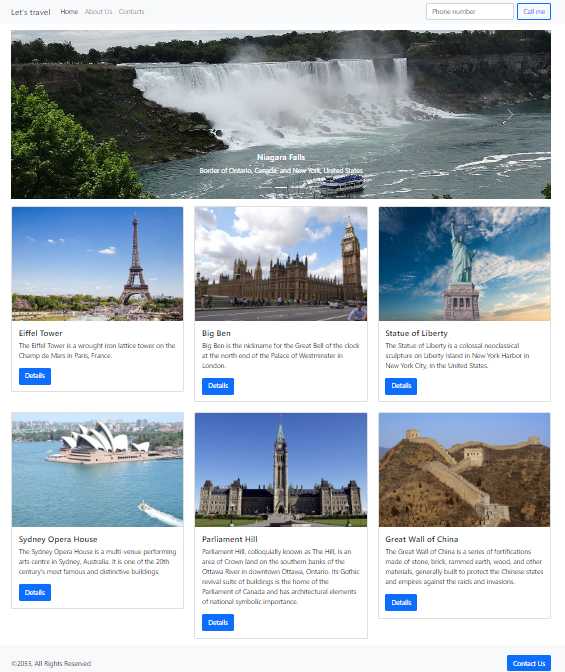 Let's travel Home About Us Contacts Phone number Call me
Niagara Falls
Border of Ontario, Canada, and New York, United States
Eiffel Tower
The Eiffel Tower is a wrought iron lattice tower on the
Champ de Mars in Paris, France.
Details
Big Ben
Big Ben is the nickname for the Great Bell of the clock
at the north end of the Palace of Westminster in
London.
Details
Statue of Liberty
The Statue of Liberty is a colossal neoclassical
sculpture on Liberty Island in New York Harbor in
New York City, in the United States.
Details
Sydney Opera House
The Sydney Opera House is a multi venue performing
arts centre in Sydney, Australia. It is one of the 20th
century's most famous and distinctive buildings.
Details
Parliament Hill
Parliament Hill, colloquially known as The Hill, is an
area of Crown land on the southern banks of the
Ottawa River in downtown Ottawa, Ontario. Its Gothic
revival suite of buildings is the home of the
Parliament of Canada and has architectural elements
of national symbolic importance.
Details
Great Wall of China
The Great Wall of China is a series of fortifications
made of stone, brick, rammed earth, wood, and other
materials, generally built to protect the Chinese states
and empires against the raids and invasions.
Details
©2033, All Rights Reserved
Contact Us